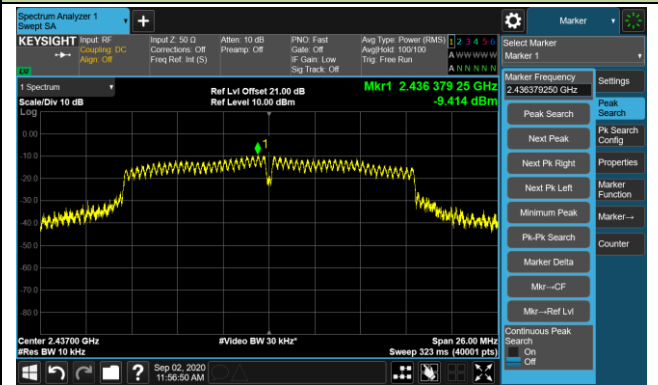 Spectrum Analyzer 1
Swept SA
+
Marker
KEYSIGHT
Input: RF
Coupling: DC
Align: Off
Input Z: 50 Ω
Corrections: Off
Freq Ref: Int (S)
Atten: 10 dB
Preamp: Off
PNO: Fast
Gate: Off
IF Gain: Low
Sig Track: Off
Avg Type: Power (RMS)
Avg|Hold: 100/100
Trig: Free Run
1 2 3 4 5 6
A W W W W W
A N N N N N
Select Marker
Marker 1
1 Spectrum
Scale/Div 10 dB
Log
Ref Lvl Offset 21.00 dB
Ref Level 10.00 dBm
Mkr1 2.436 379 25 GHz
-9.414 dBm
0.00
-10.0
-20.0
-30.0
-40.0
-50.0
-60.0
-70.0
-80.0
1
Center 2.43700 GHz
#Res BW 10 kHz
#Video BW 30 kHz*
Span 26.00 MHz
Sweep 323 ms (40001 pts)
Marker Frequency
2.436379250 GHz
Peak Search
Next Peak
Next Pk Right
Next Pk Left
Minimum Peak
Pk-Pk Search
Marker Delta
Mkr→CF
Mkr→Ref Lvl
Continuous Peak
Search
On
Off
Settings
Peak
Search
Pk Search
Config
Properties
Marker
Function
Marker→
Counter
?
Sep 02, 2020
11:56:50 AM